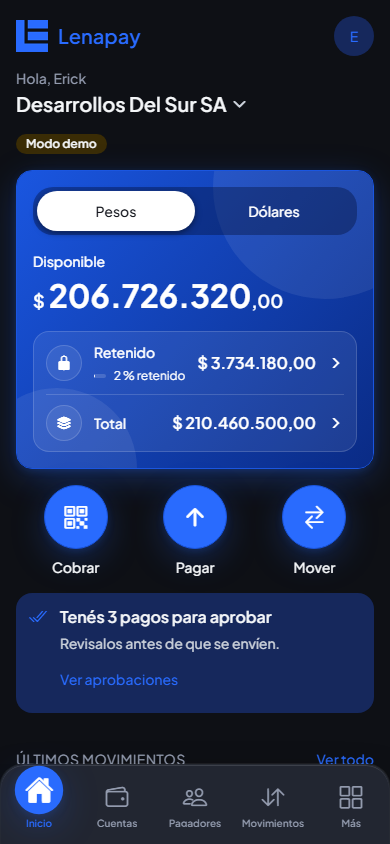 Lenapay
E
Hola, Erick
Desarrollos Del Sur SA
Modo demo
Pesos
Dólares
Disponible
$ 206.726.320,00
Retenido
2 % retenido
$ 3.734.180,00
Total
$ 210.460.500,00
Cobrar
Pagar
Mover
Tenés 3 pagos para aprobar
Revisalos antes de que se envíen.
Ver aprobaciones
ÚLTIMOS MOVIMIENTOS
Ver todo
Inicio
Cuentas
Pagadores
Movimientos
Más